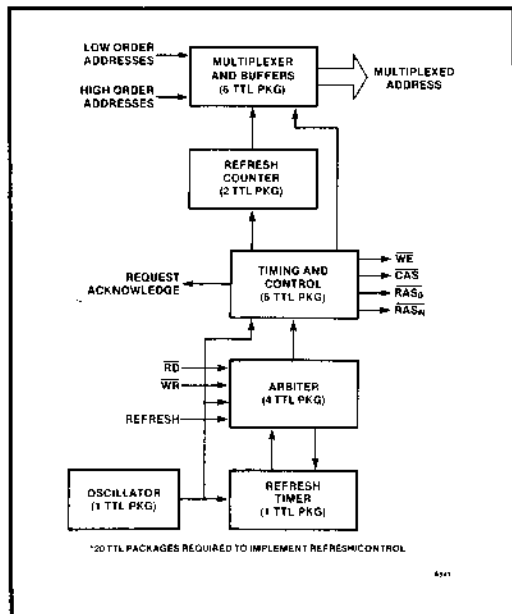 LOW ORDER
ADDRESSES
HIGH ORDER
ADDRESSES
MULTIPLEXER
AND BUFFERS
(6 TTL PKG)
MULTIPLEXED
ADDRESS
REFRESH
COUNTER
(2 TTL PKG)
REQUEST
ACKNOWLEDGE
TIMING AND
CONTROL
(6 TTL PKG)
WE
CAS
RAS₀
RASN
RD
WR
REFRESH
ARBITER
(4 TTL PKG)
OSCILLATOR
(1 TTL PKG)
REFRESH
TIMER
(1 TTL PKG)
*20 TTL PACKAGES REQUIRED TO IMPLEMENT REFRESH/CONTROL